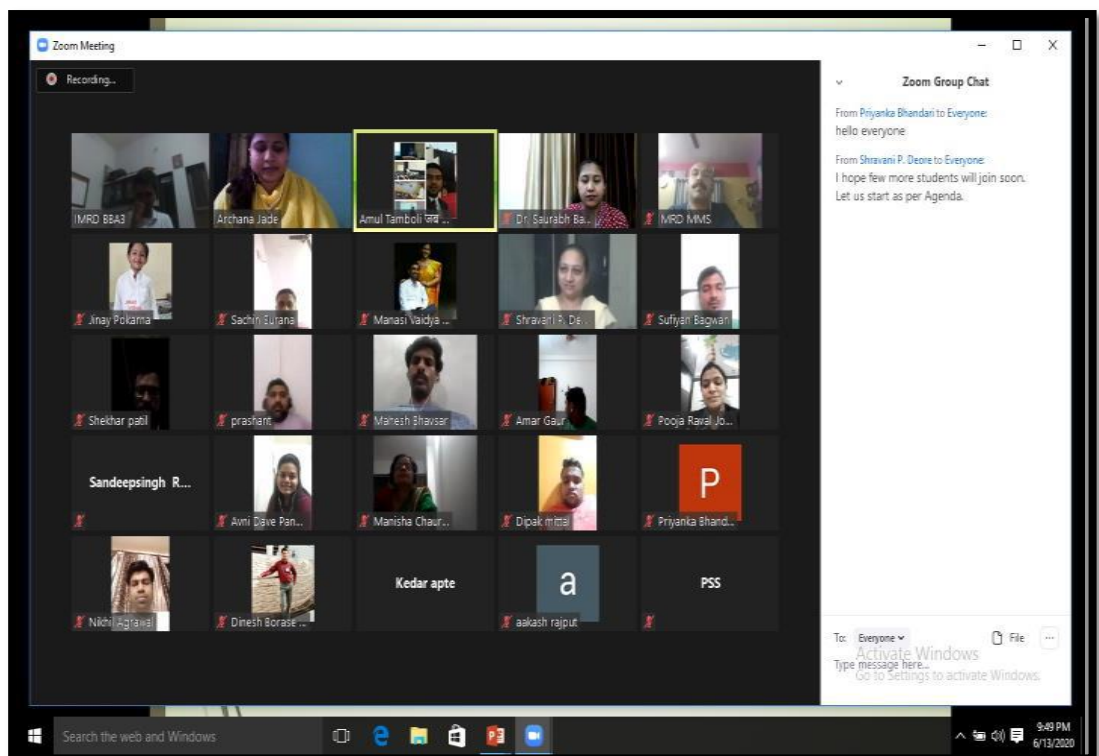 Zoom Meeting
Recording...
Zoom Group Chat
From Priyanka Bhandari to Everyone:
hello everyone
From Shravani P. Deore to Everyone:
I hope few more students will join soon.
Let us start as per Agenda.
IMRD BBA3
Archana Jade
Amul Tamboli जब ...
Dr. Saurabh Ba...
MRD MMS
Jinay Pokarna
Sachin Surana
Manasi Vaidya ...
Shravani P. De...
Sufiyan Bagwan
Shekhar patil
prashant
Mahesh Bhavsar
Amar Gaur
Pooja Raval Jo...
Sandeepsingh R...
Avni Dave Pan...
Manisha Chaur...
Dipak mittal
P
Priyanka Bhand...
Nikhil Agrawal
Dinesh Borase ...
Kedar apte
a
aakash rajput
PSS
To: Everyone
File
...
Type message here...
Activate Windows
Go to Settings to activate Windows.
Search the web and Windows
9:49 PM
6/13/2020